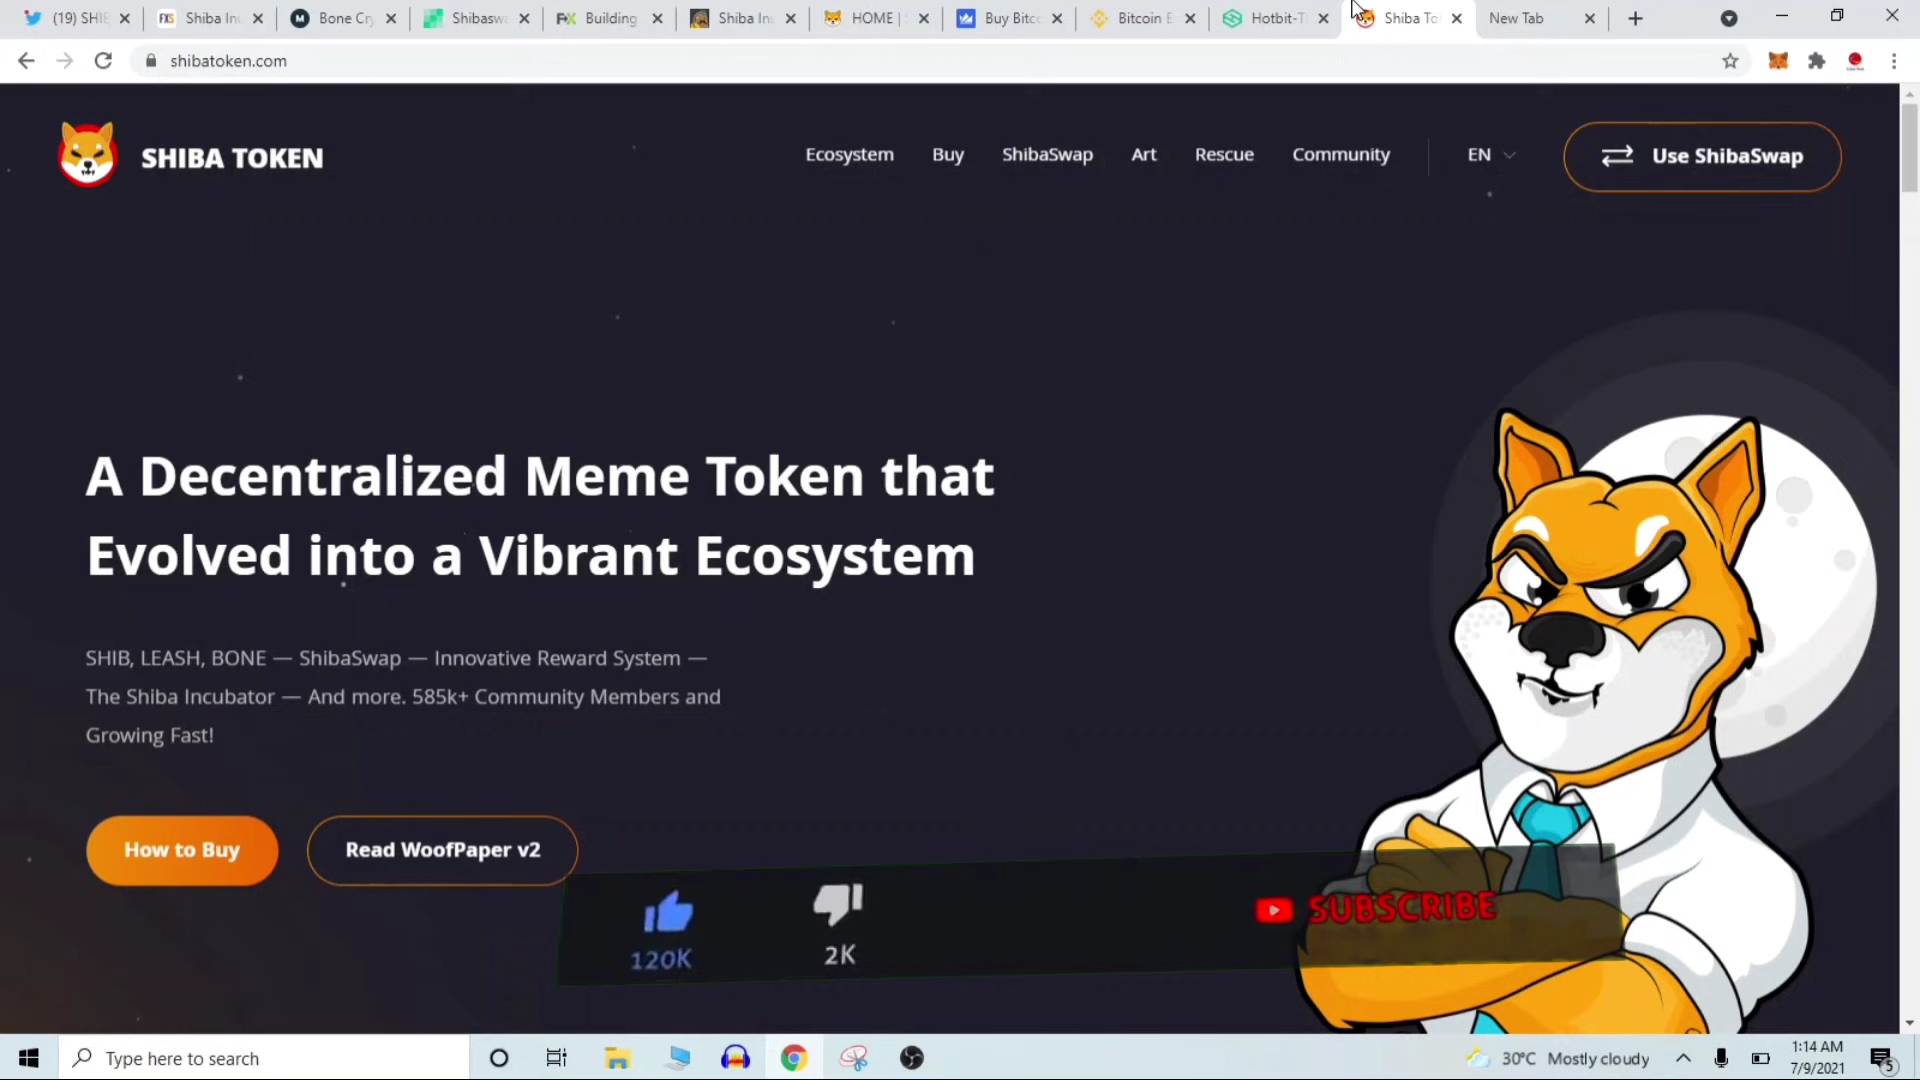 (19) SHIB
Shiba In
Bone Cr
Shibaswa
Building
Shiba In
HOME |
Buy Bitco
Bitcoin E
Hotbit-T
Shiba To
New Tab
shibatoken.com
SHIBA TOKEN
Ecosystem
Buy
ShibaSwap
Art
Rescue
Community
EN
Use ShibaSwap
A Decentralized Meme Token that
Evolved into a Vibrant Ecosystem
SHIB, LEASH, BONE — ShibaSwap — Innovative Reward System —
The Shiba Incubator — And more. 585k+ Community Members and
Growing Fast!
How to Buy
Read WoofPaper v2
120K
2K
SUBSCRIBE
Type here to search
30°C Mostly cloudy
1:14 AM
7/9/2021
5